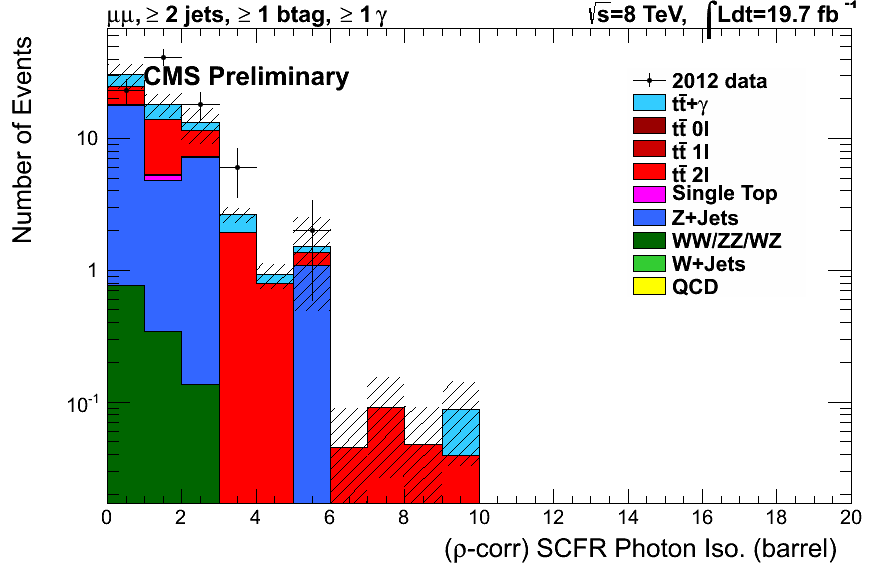 μμ, ≥ 2 jets, ≥ 1 btag, ≥ 1 γ
√s=8 TeV, ∫Ldt=19.7 fb⁻¹
CMS Preliminary
2012 data
tt̄+γ
tt̄ 0l
tt̄ 1l
tt̄ 2l
Single Top
Z+Jets
WW/ZZ/WZ
W+Jets
QCD
Number of Events
10
1
10⁻¹
0 2 4 6 8 10 12 14 16 18 20
(ρ-corr) SCFR Photon Iso. (barrel)